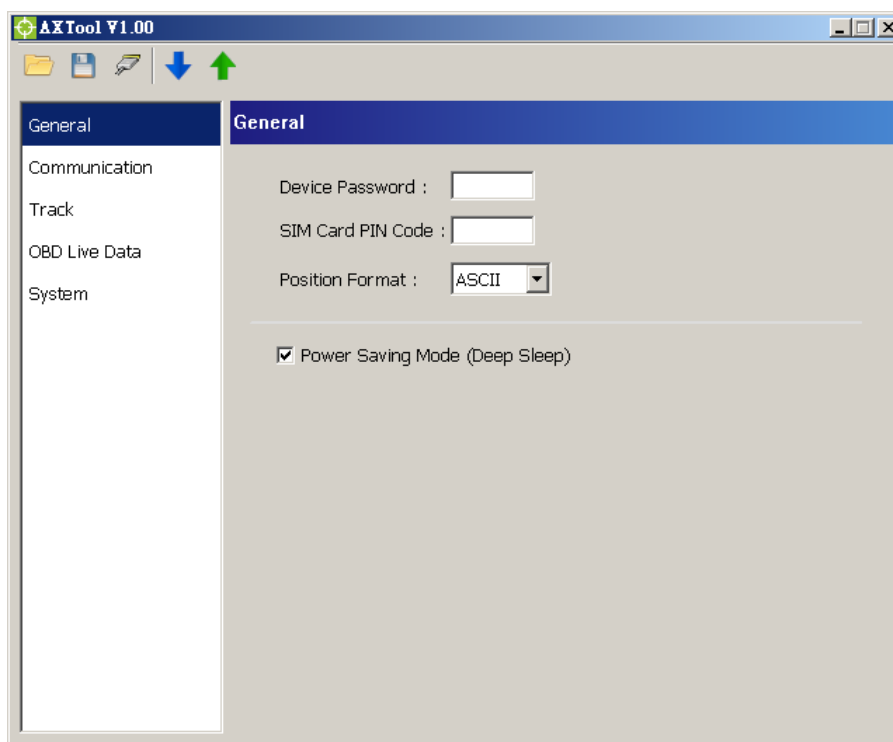 AXTool V1.00
General
Communication
Track
OBD Live Data
System
General
Device Password :
SIM Card PIN Code :
Position Format :
ASCII
Power Saving Mode (Deep Sleep)